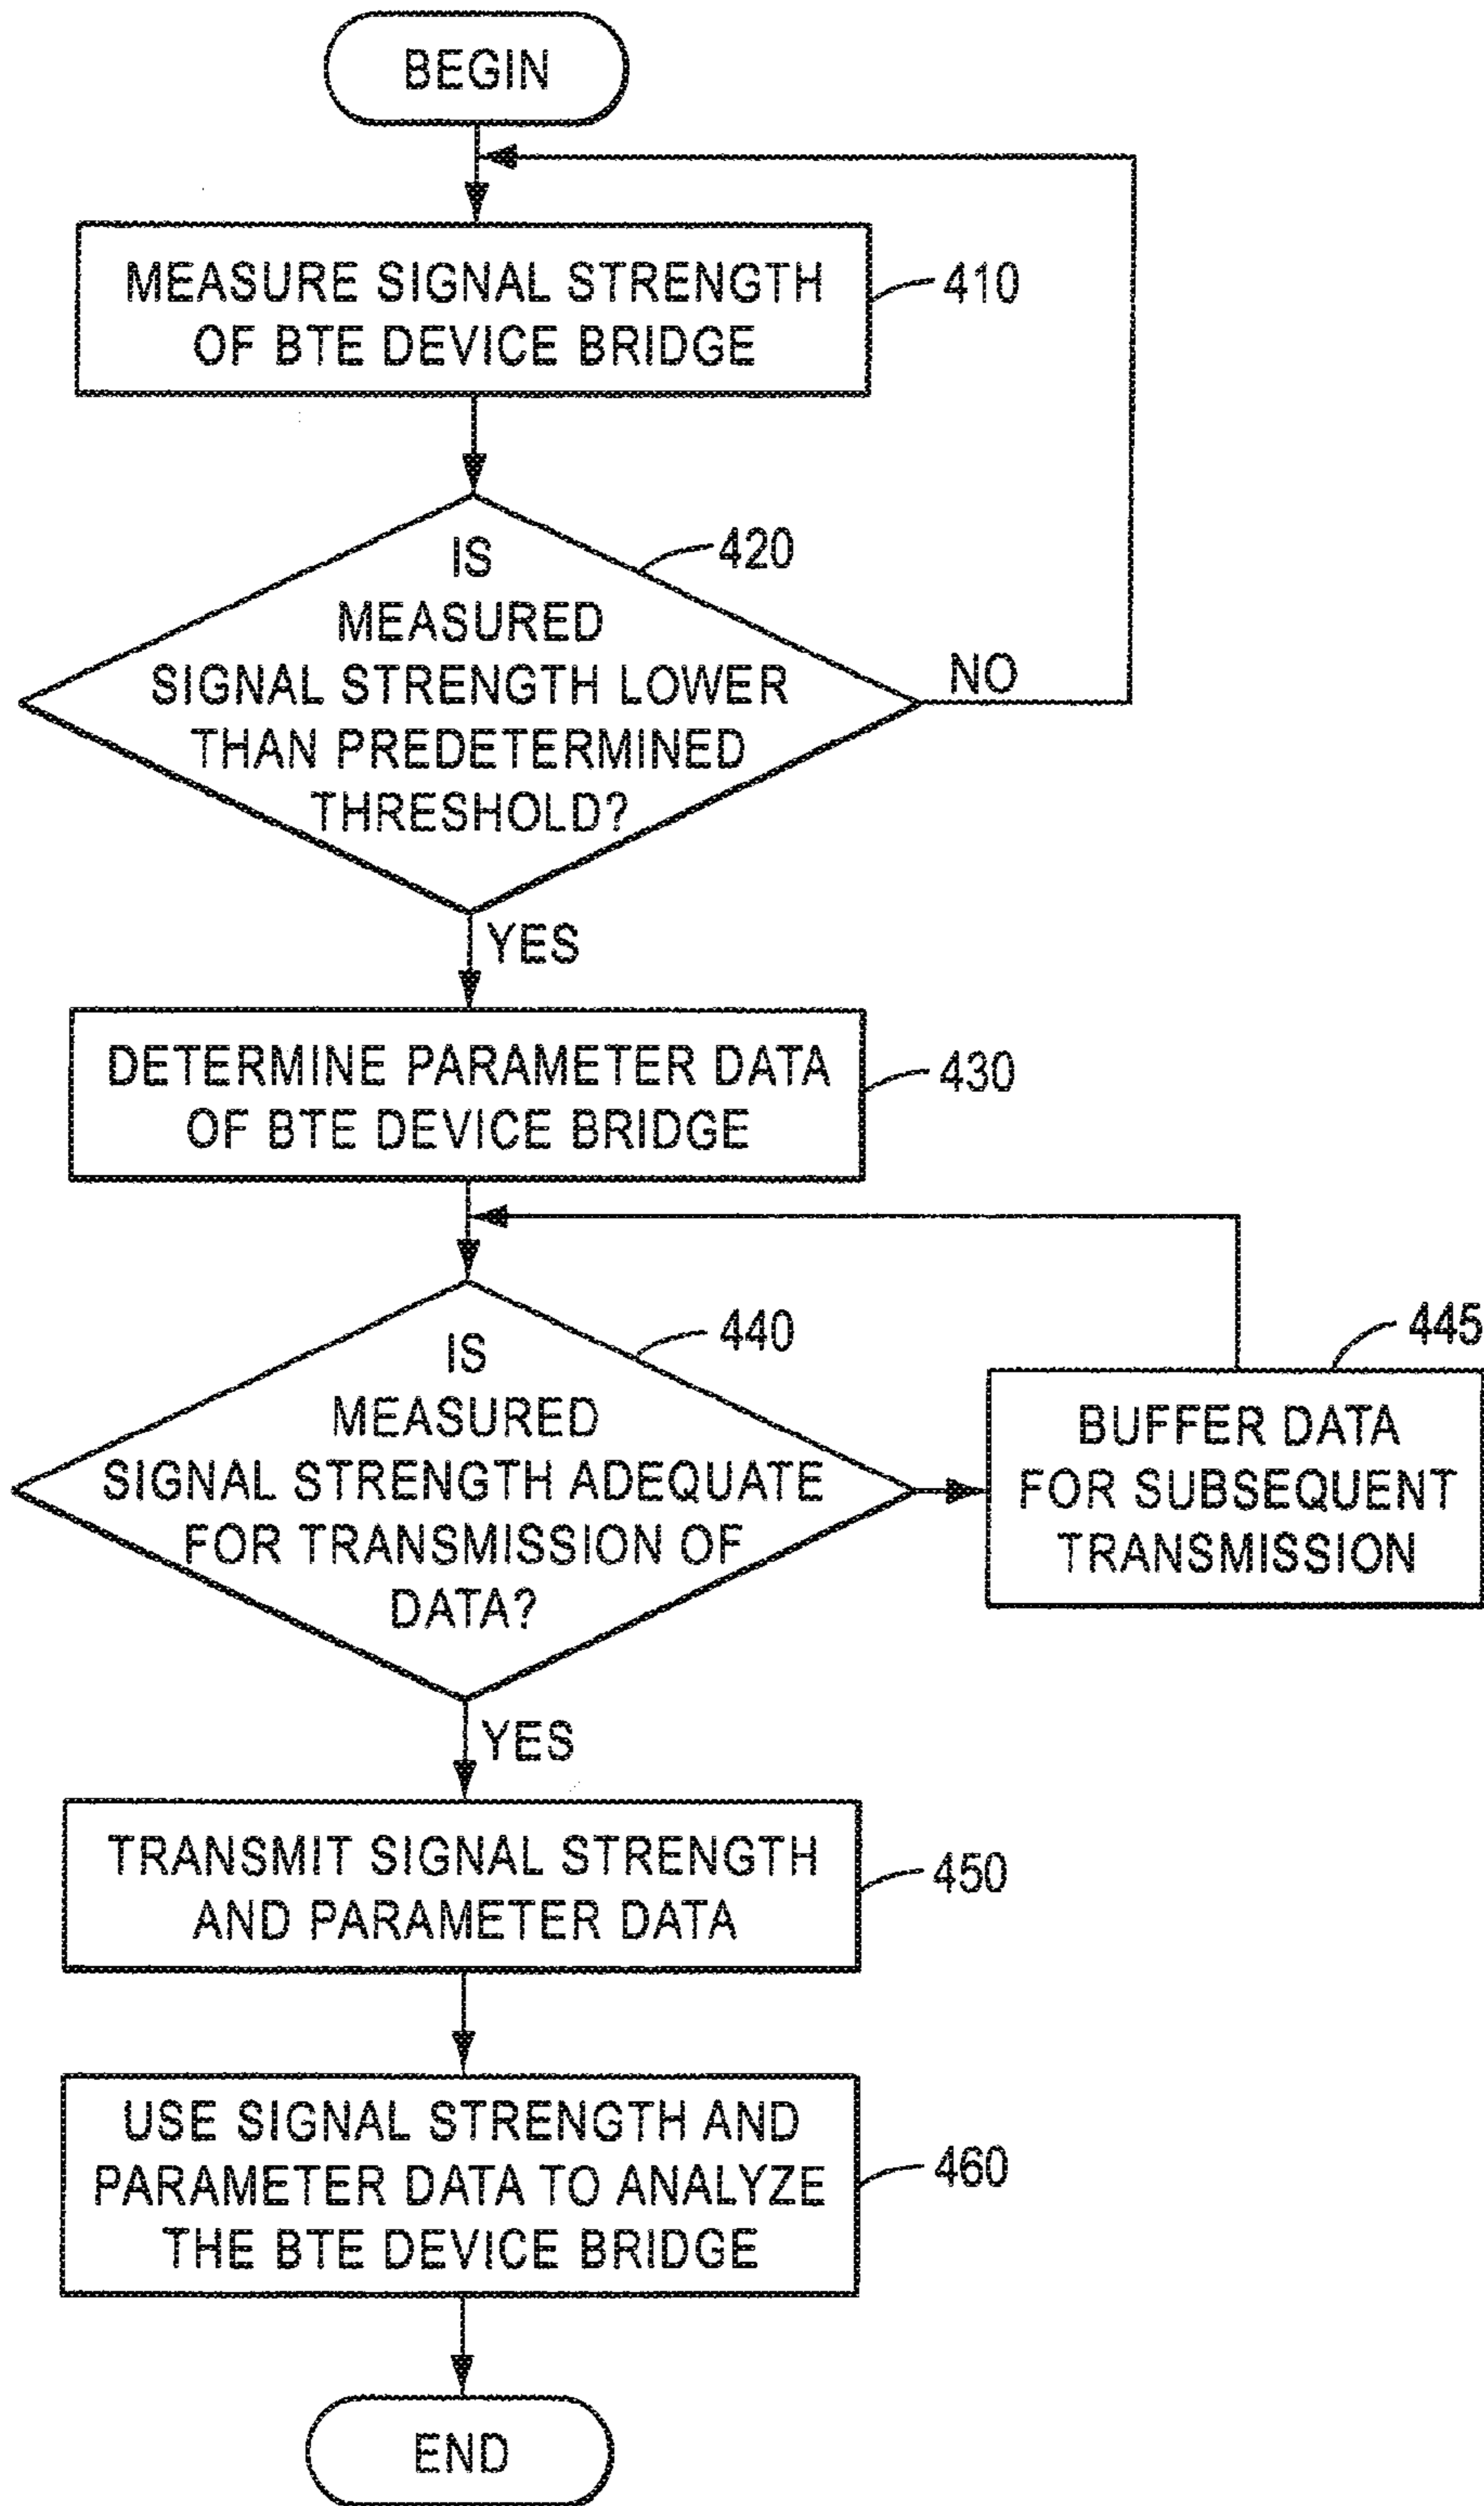 BEGIN
MEASURE SIGNAL STRENGTH
OF BTE DEVICE BRIDGE
410
IS
MEASURED
SIGNAL STRENGTH LOWER
THAN PREDETERMINED
THRESHOLD?
420
NO
YES
DETERMINE PARAMETER DATA
OF BTE DEVICE BRIDGE
430
IS
MEASURED
SIGNAL STRENGTH ADEQUATE
FOR TRANSMISSION OF
DATA?
440
445
BUFFER DATA
FOR SUBSEQUENT
TRANSMISSION
YES
TRANSMIT SIGNAL STRENGTH
AND PARAMETER DATA
450
USE SIGNAL STRENGTH AND
PARAMETER DATA TO ANALYZE
THE BTE DEVICE BRIDGE
460
END